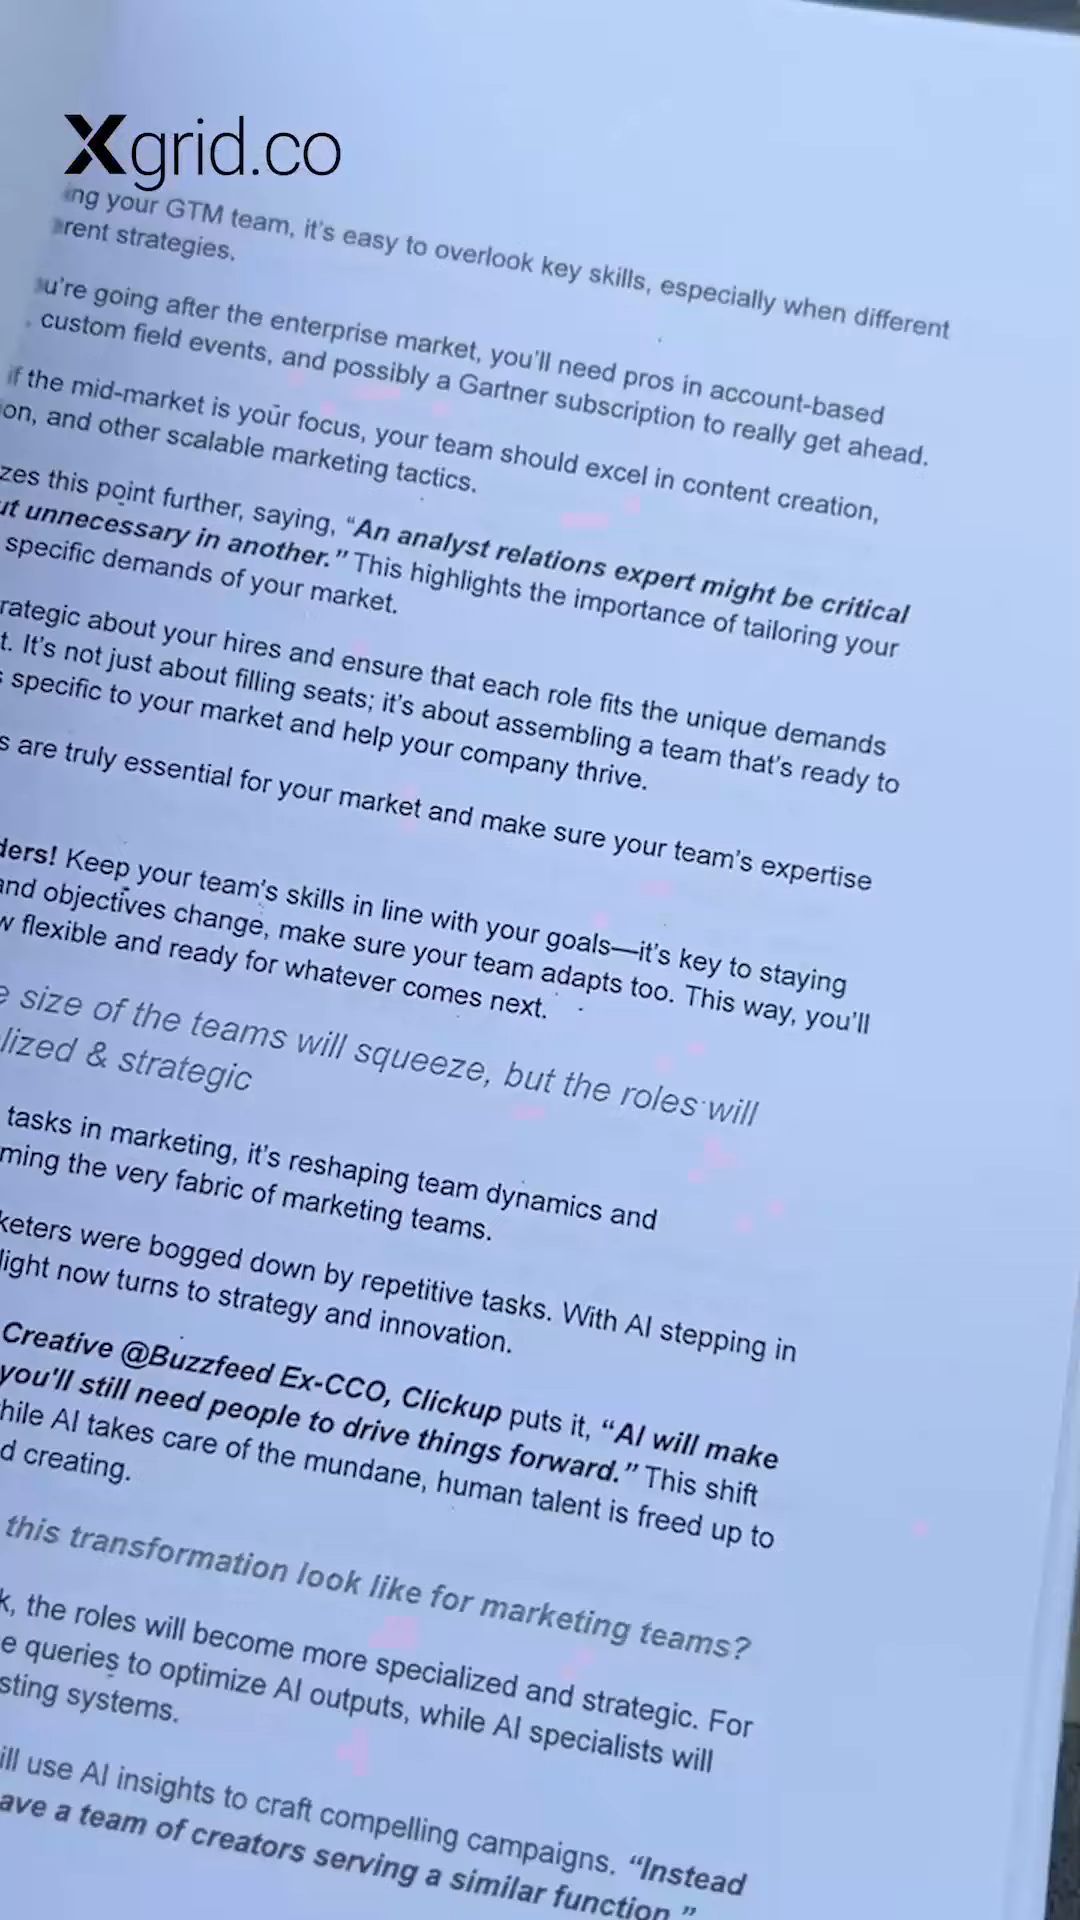 Xgrid.co
ing your GTM team, it's easy to overlook key skills, especially when different
rent strategies.
u're going after the enterprise market, you'll need pros in account-based
custom field events, and possibly a Gartner subscription to really get ahead.
if the mid-market is your focus, your team should excel in content creation,
on, and other scalable marketing tactics.
zes this point further, saying, “An analyst relations expert might be critical
ut unnecessary in another.” This highlights the importance of tailoring your
specific demands of your market.
rategic about your hires and ensure that each role fits the unique demands
t. It's not just about filling seats; it's about assembling a team that's ready to
s specific to your market and help your company thrive.
s are truly essential for your market and make sure your team's expertise
ders! Keep your team's skills in line with your goals—it's key to staying
and objectives change, make sure your team adapts too. This way, you'll
w flexible and ready for whatever comes next.
e size of the teams will squeeze, but the roles will
lized & strategic
tasks in marketing, it's reshaping team dynamics and
ming the very fabric of marketing teams.
keters were bogged down by repetitive tasks. With AI stepping in
light now turns to strategy and innovation.
Creative @Buzzfeed Ex-CCO, Clickup puts it, “AI will make
you'll still need people to drive things forward.” This shift
hile AI takes care of the mundane, human talent is freed up to
d creating.
this transformation look like for marketing teams?
k, the roles will become more specialized and strategic. For
e queries to optimize AI outputs, while AI specialists will
sting systems.
ill use AI insights to craft compelling campaigns. “Instead
ave a team of creators serving a similar function.”